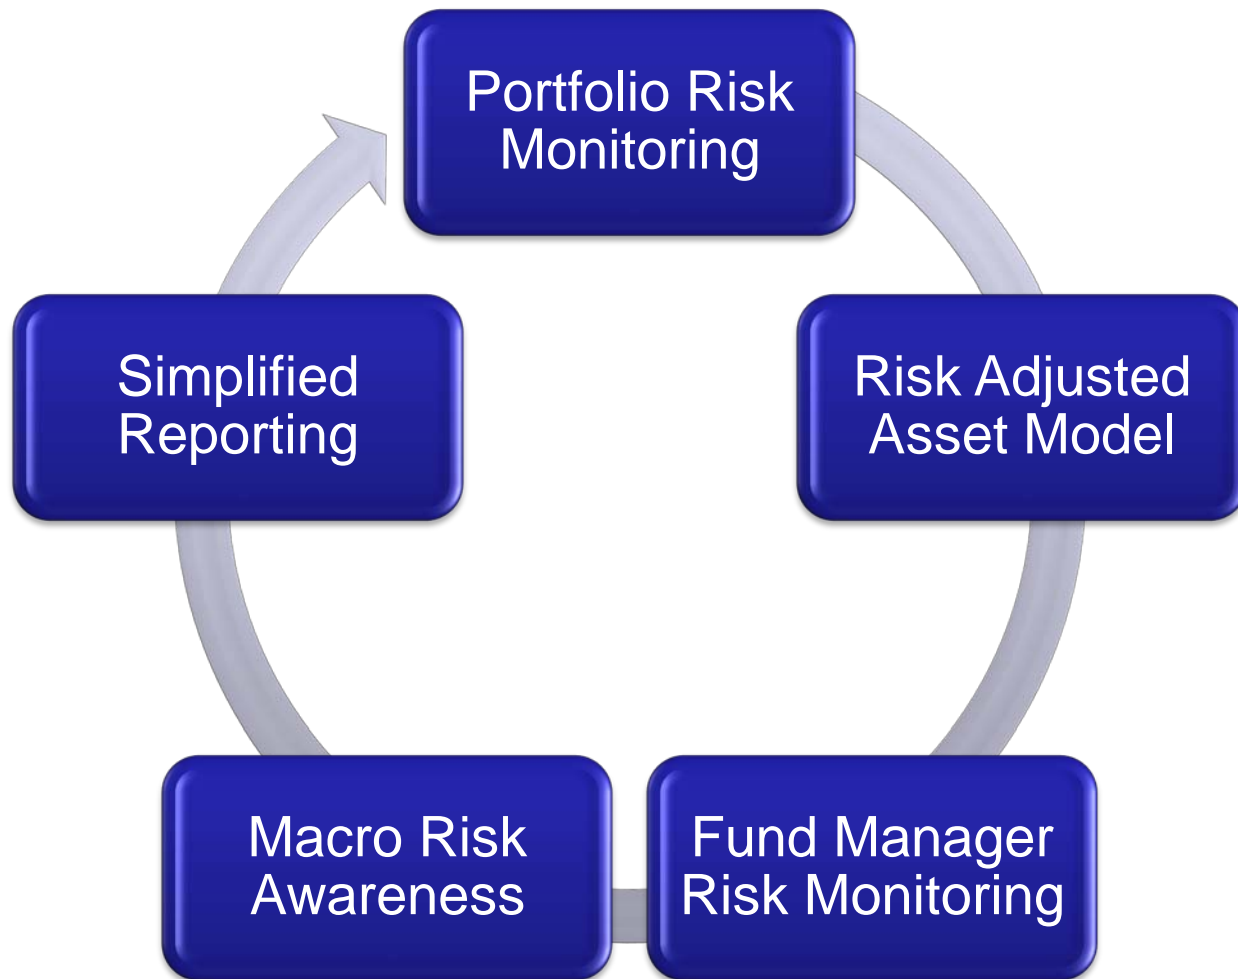 Portfolio Risk
Monitoring
Risk Adjusted
Asset Model
Fund Manager
Risk Monitoring
Macro Risk
Awareness
Simplified
Reporting